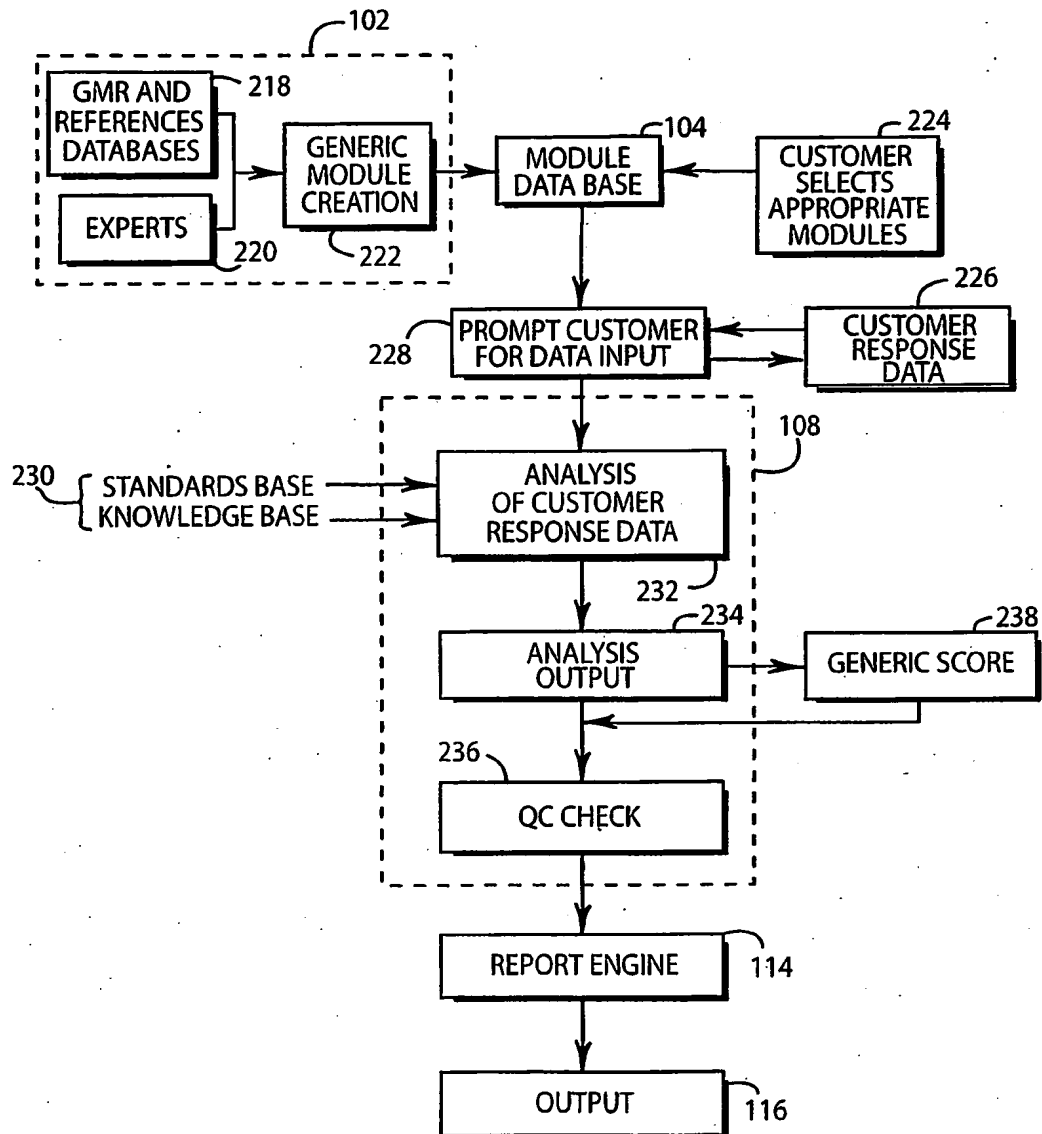 102
GMR AND
REFERENCES
DATABASES
218
EXPERTS
220
GENERIC
MODULE
CREATION
222
MODULE
DATA BASE
104
CUSTOMER
SELECTS
APPROPRIATE
MODULES
224
PROMPT CUSTOMER
FOR DATA INPUT
228
CUSTOMER
RESPONSE
DATA
226
108
230
STANDARDS BASE
KNOWLEDGE BASE
ANALYSIS
OF CUSTOMER
RESPONSE DATA
232
ANALYSIS
OUTPUT
234
GENERIC SCORE
238
236
QC CHECK
REPORT ENGINE
114
OUTPUT
116